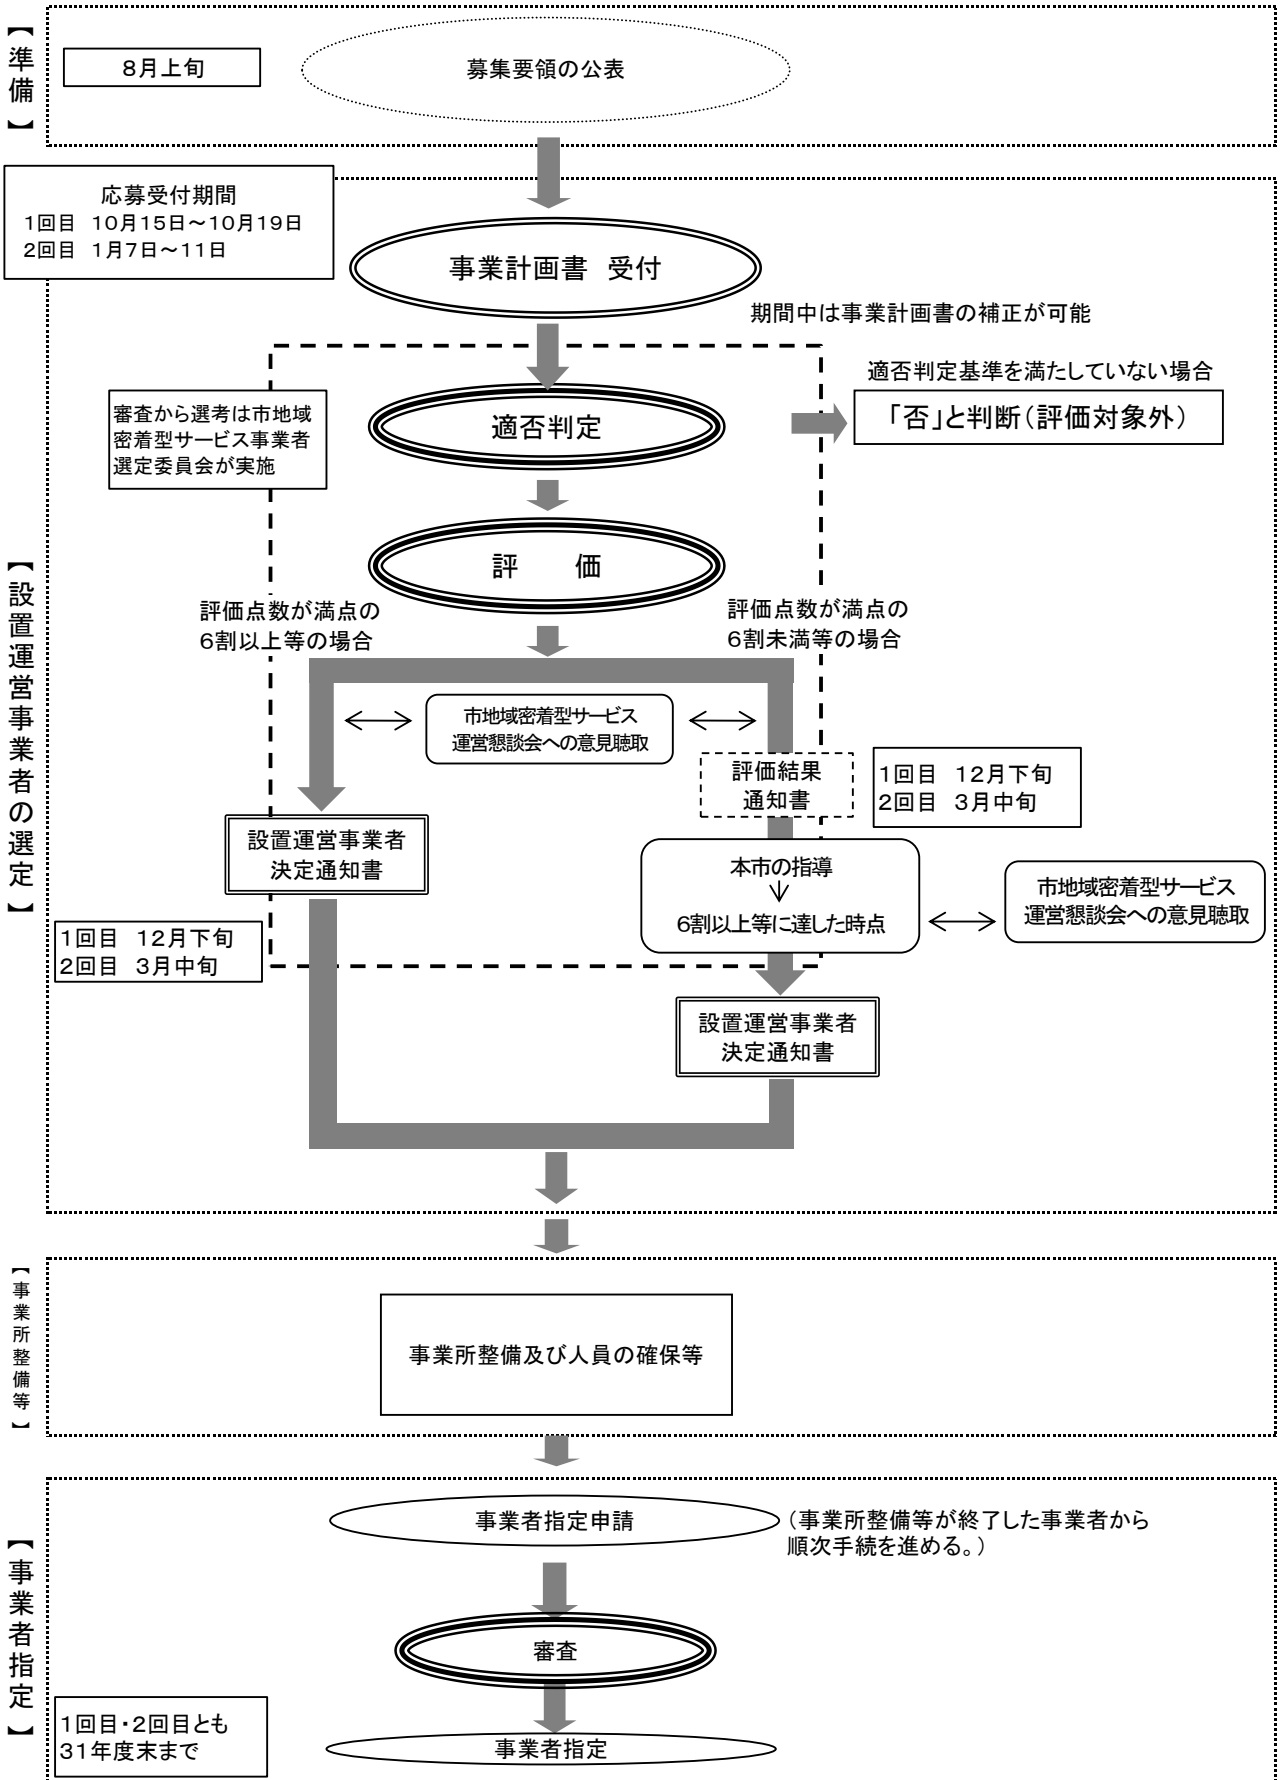 【準備】
8月上旬
募集要領の公表
応募受付期間
1回目 10月15日～10月19日
2回目 1月7日～11日
事業計画書 受付
期間中は事業計画書の補正が可能
【設置運営事業者の選定】
審査から選考は市地域
密着型サービス事業者
選定委員会が実施
適否判定
適否判定基準を満たしていない場合
「否」と判断（評価対象外）
評 価
評価点数が満点の
6割以上等の場合
評価点数が満点の
6割未満等の場合
市地域密着型サービス
運営懇談会への意見聴取
評価結果
通知書
1回目 12月下旬
2回目 3月中旬
設置運営事業者
決定通知書
本市の指導
↓
6割以上等に達した時点
市地域密着型サービス
運営懇談会への意見聴取
1回目 12月下旬
2回目 3月中旬
設置運営事業者
決定通知書
【事業所整備等】
事業所整備及び人員の確保等
【事業者指定】
事業者指定申請
（事業所整備等が終了した事業者から
順次手続を進める。）
審査
1回目・2回目とも
31年度末まで
事業者指定